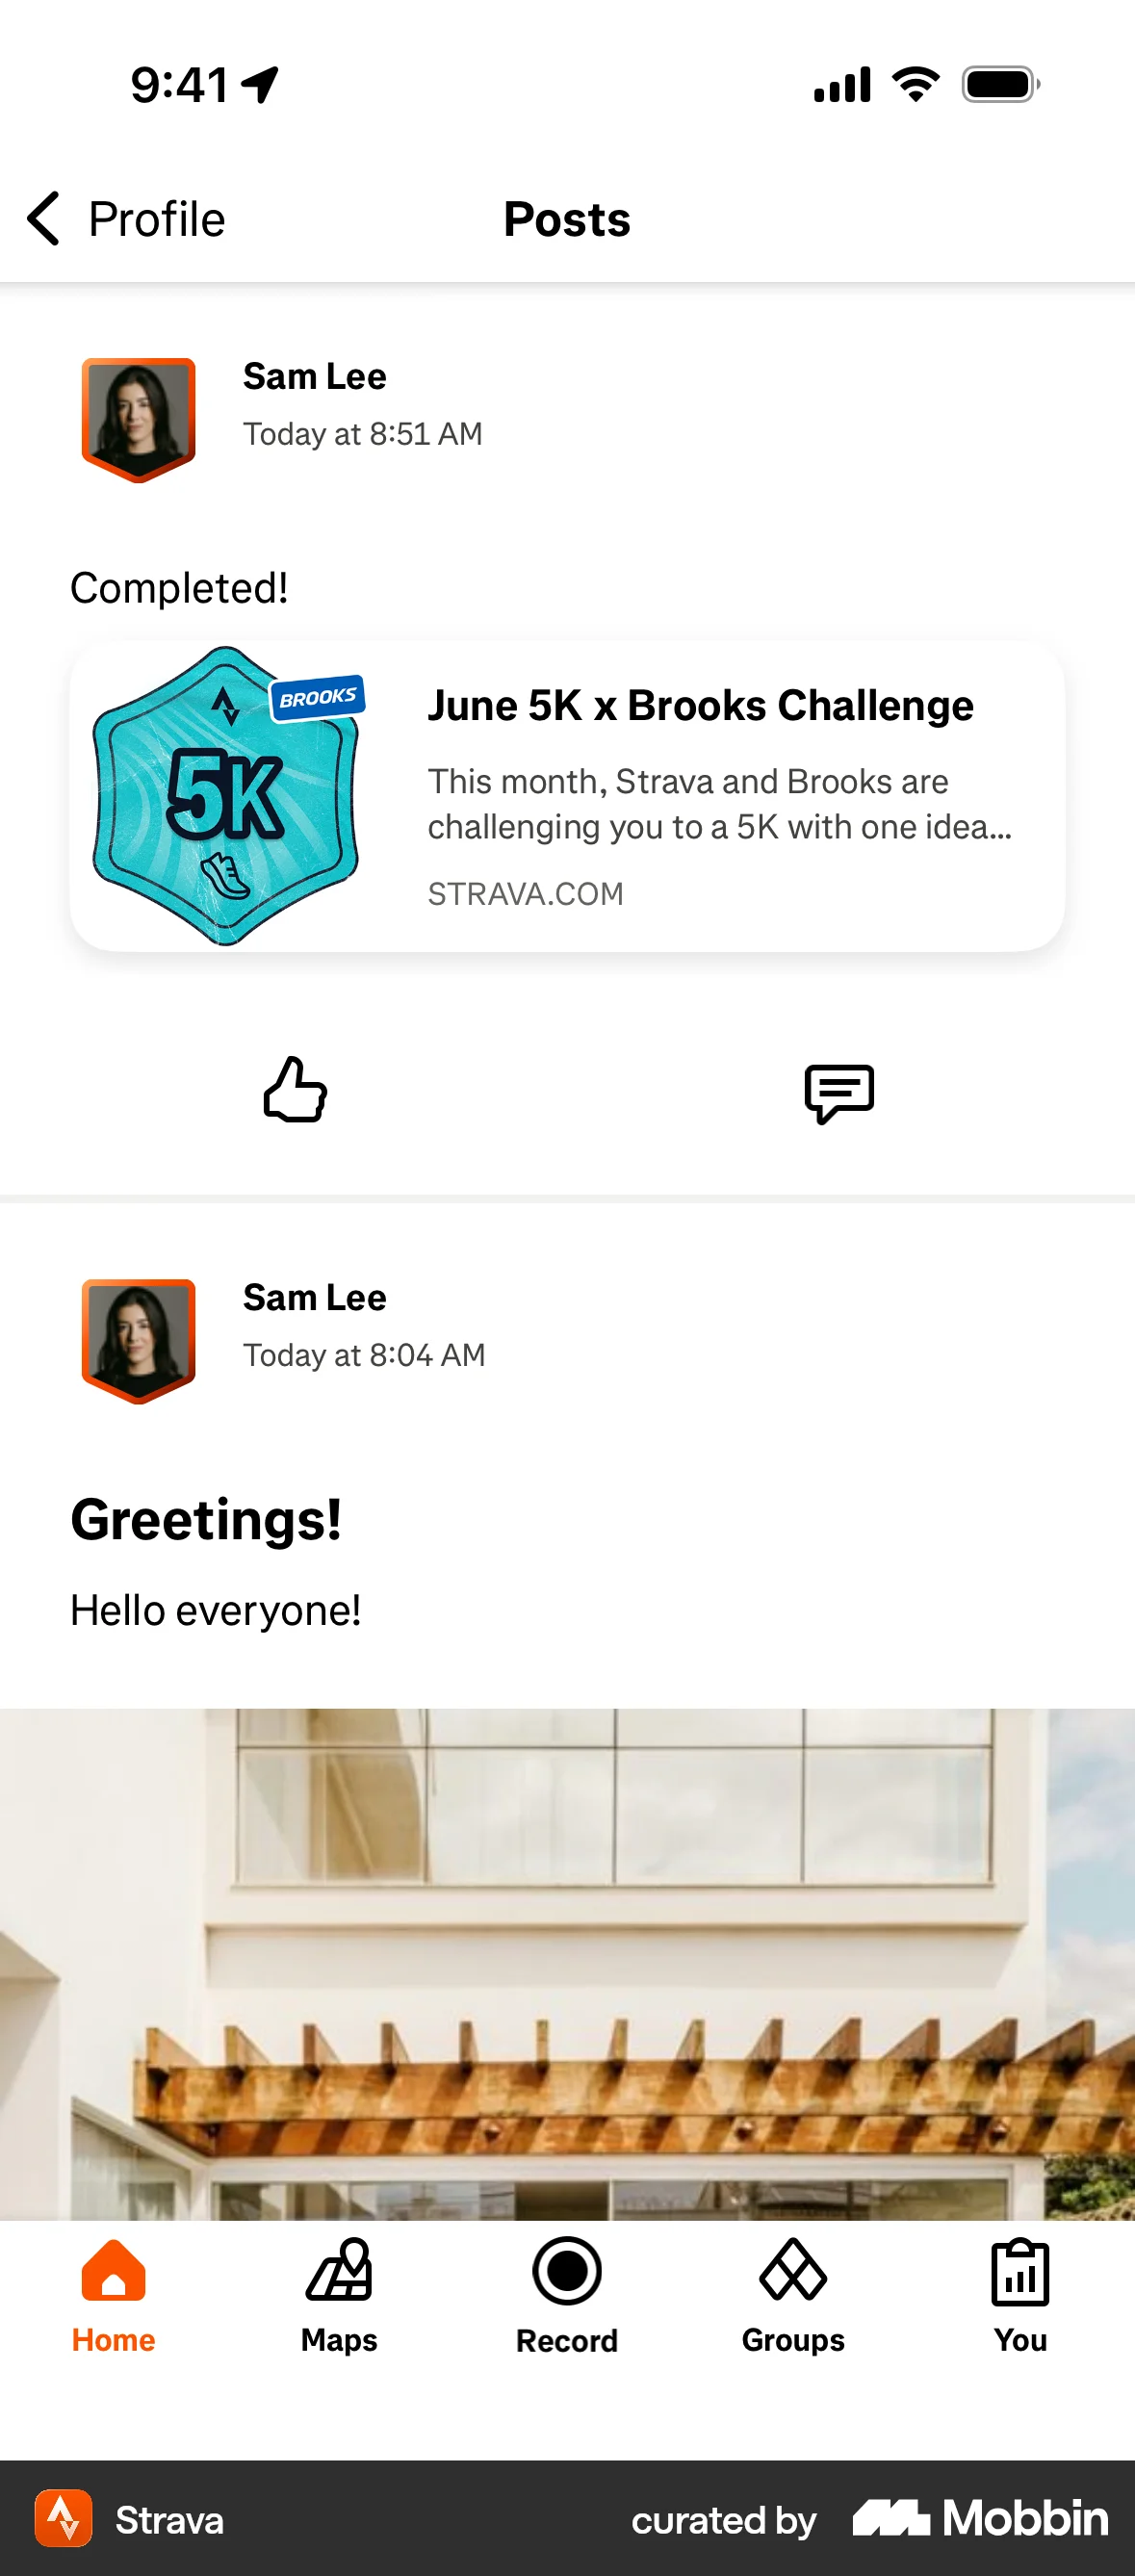 9:41
Profile
Posts
Sam Lee
Today at 8:51 AM
Completed!
BROOKS
5K
June 5K x Brooks Challenge
This month, Strava and Brooks are
challenging you to a 5K with one idea...
STRAVA.COM
Sam Lee
Today at 8:04 AM
Greetings!
Hello everyone!
Home
Maps
Record
Groups
You
Strava
curated by Mobbin